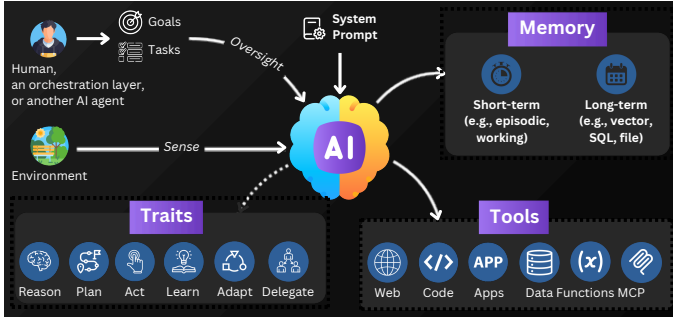 Goals
Tasks
Human,
an orchestration layer,
or another AI agent
Oversight
System
Prompt
Memory
Short-term
(e.g., episodic,
working)
Long-term
(e.g., vector,
SQL, file)
AI
Sense
Environment
Traits
Reason Plan Act Learn Adapt Delegate
Tools
APP
(x)
Web Code Apps Data Functions MCP